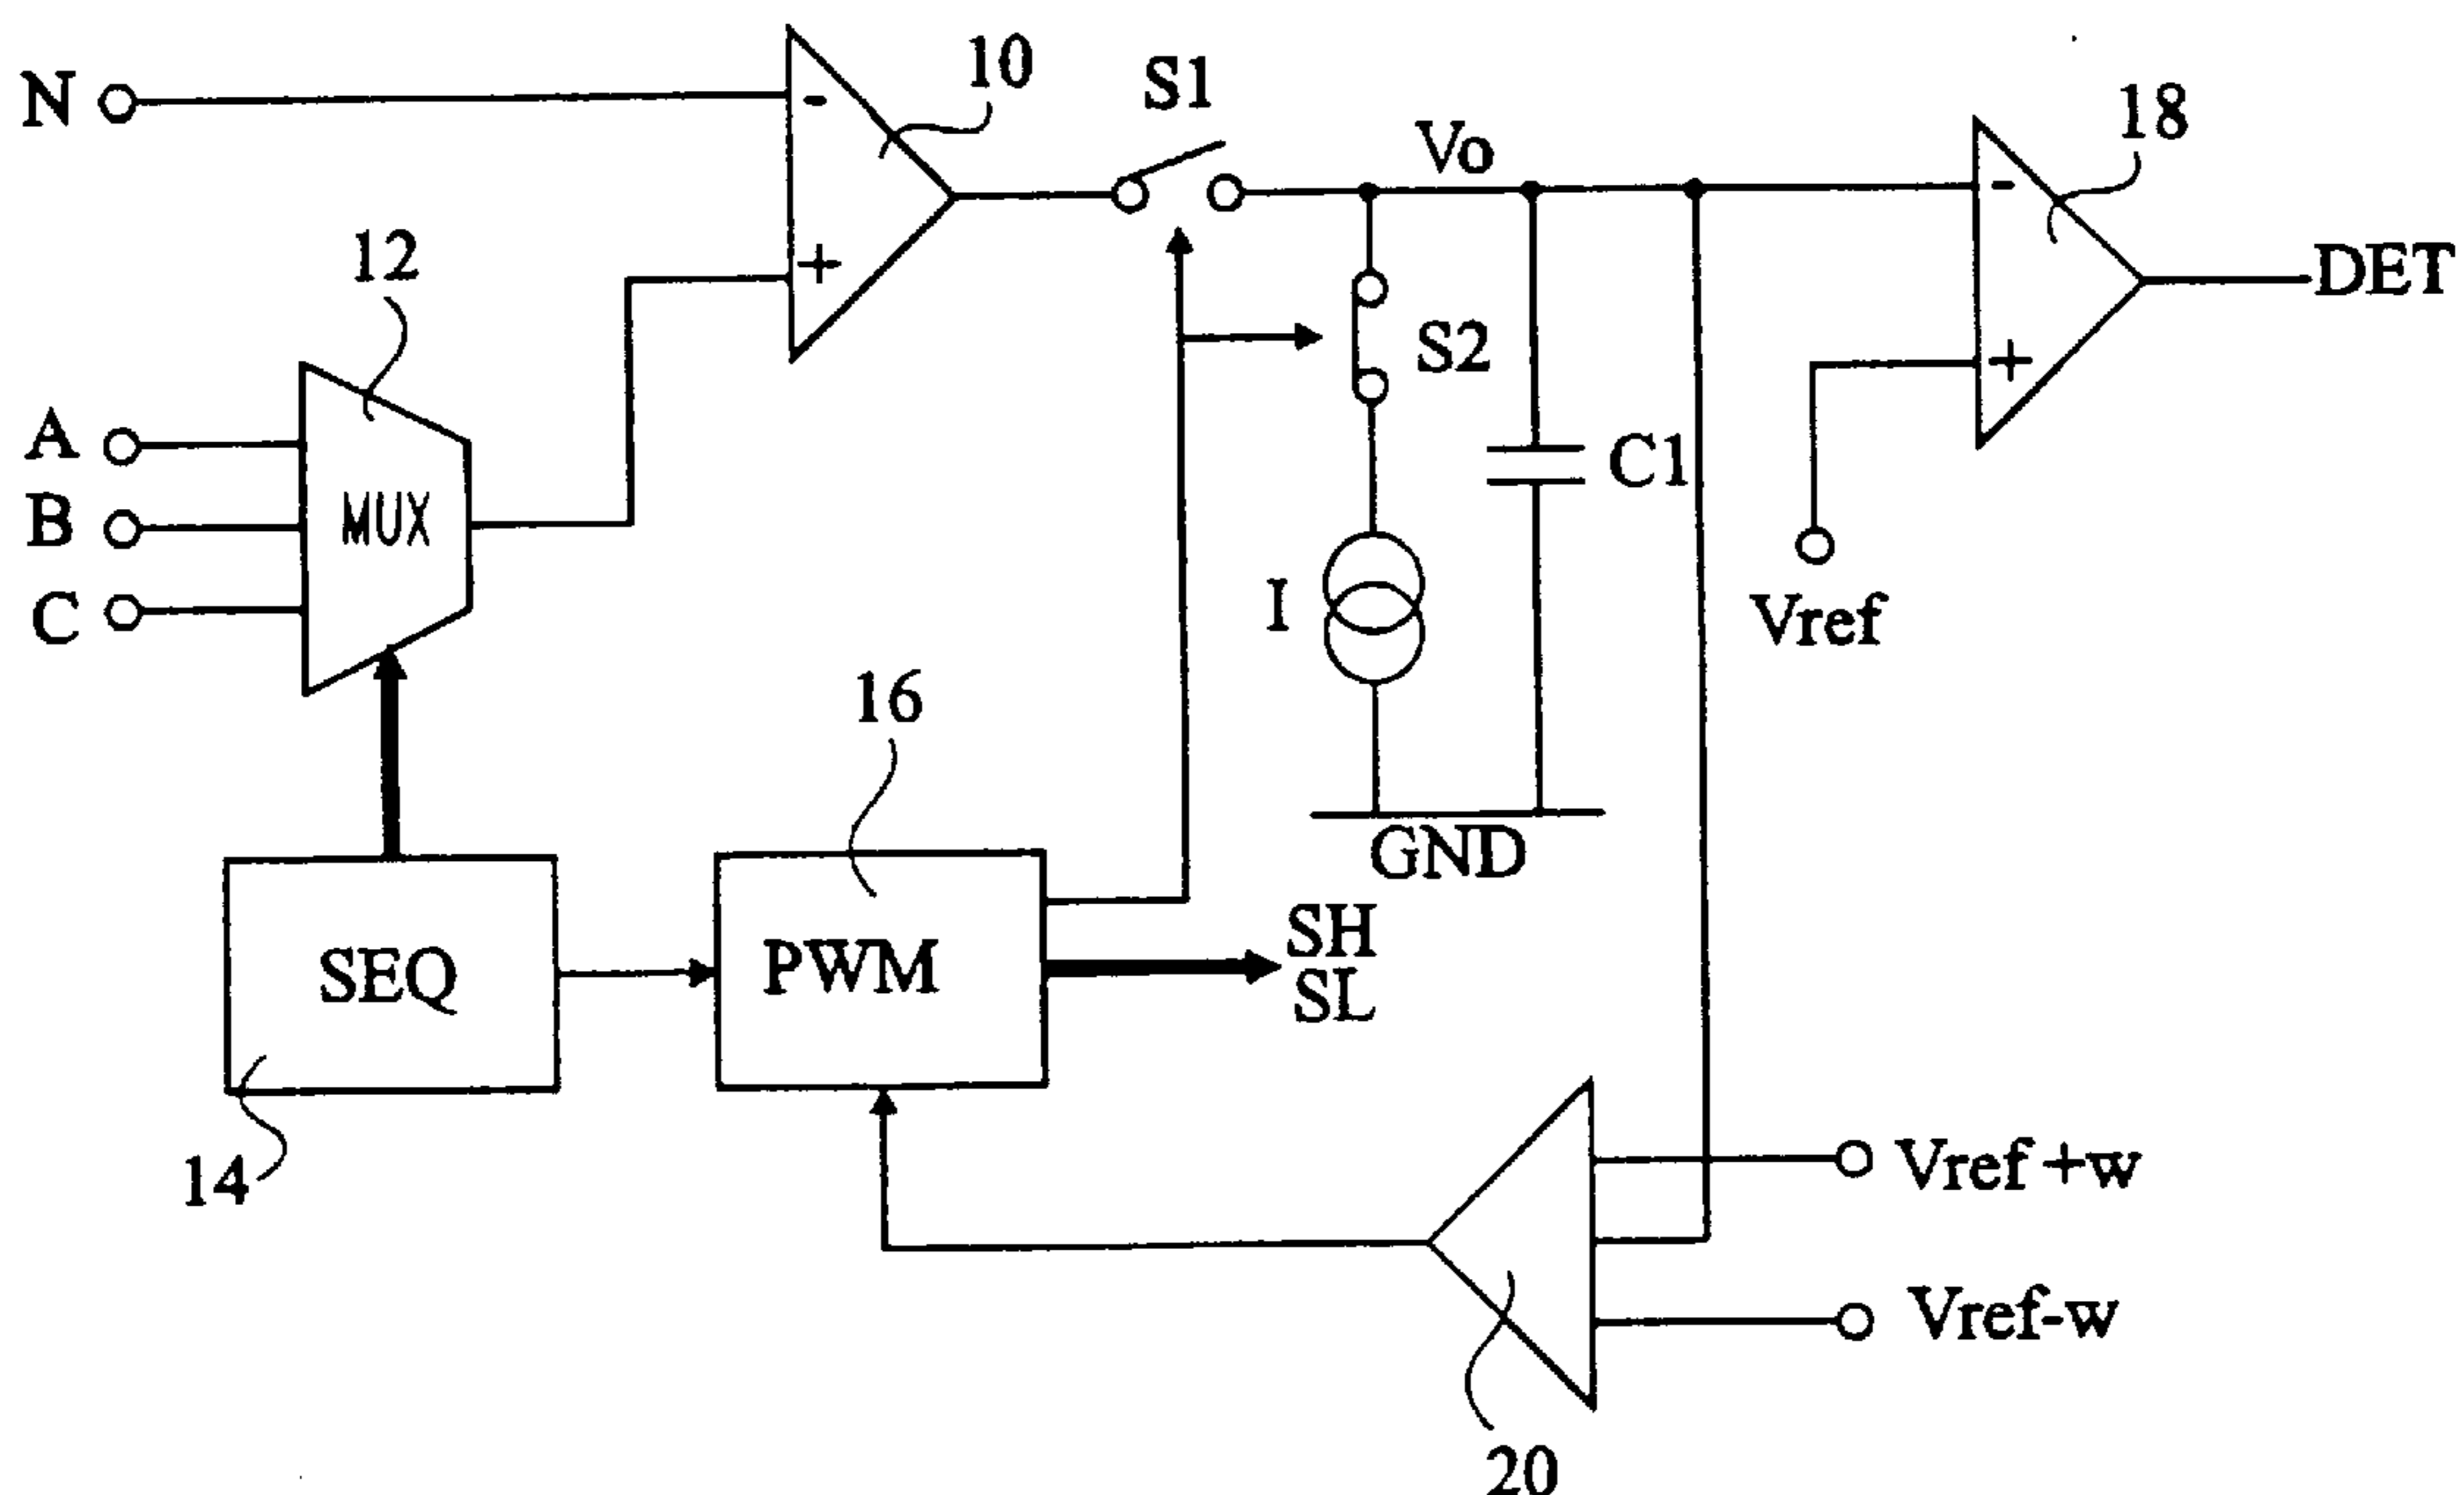 N
-
10
S1
Vo
18
-
DET
12
+
S2
+
A
MUX
C1
B
I
Vref
C
16
GND
SH
SEQ
PWM
SL
14
Vref +w
Vref-w
20